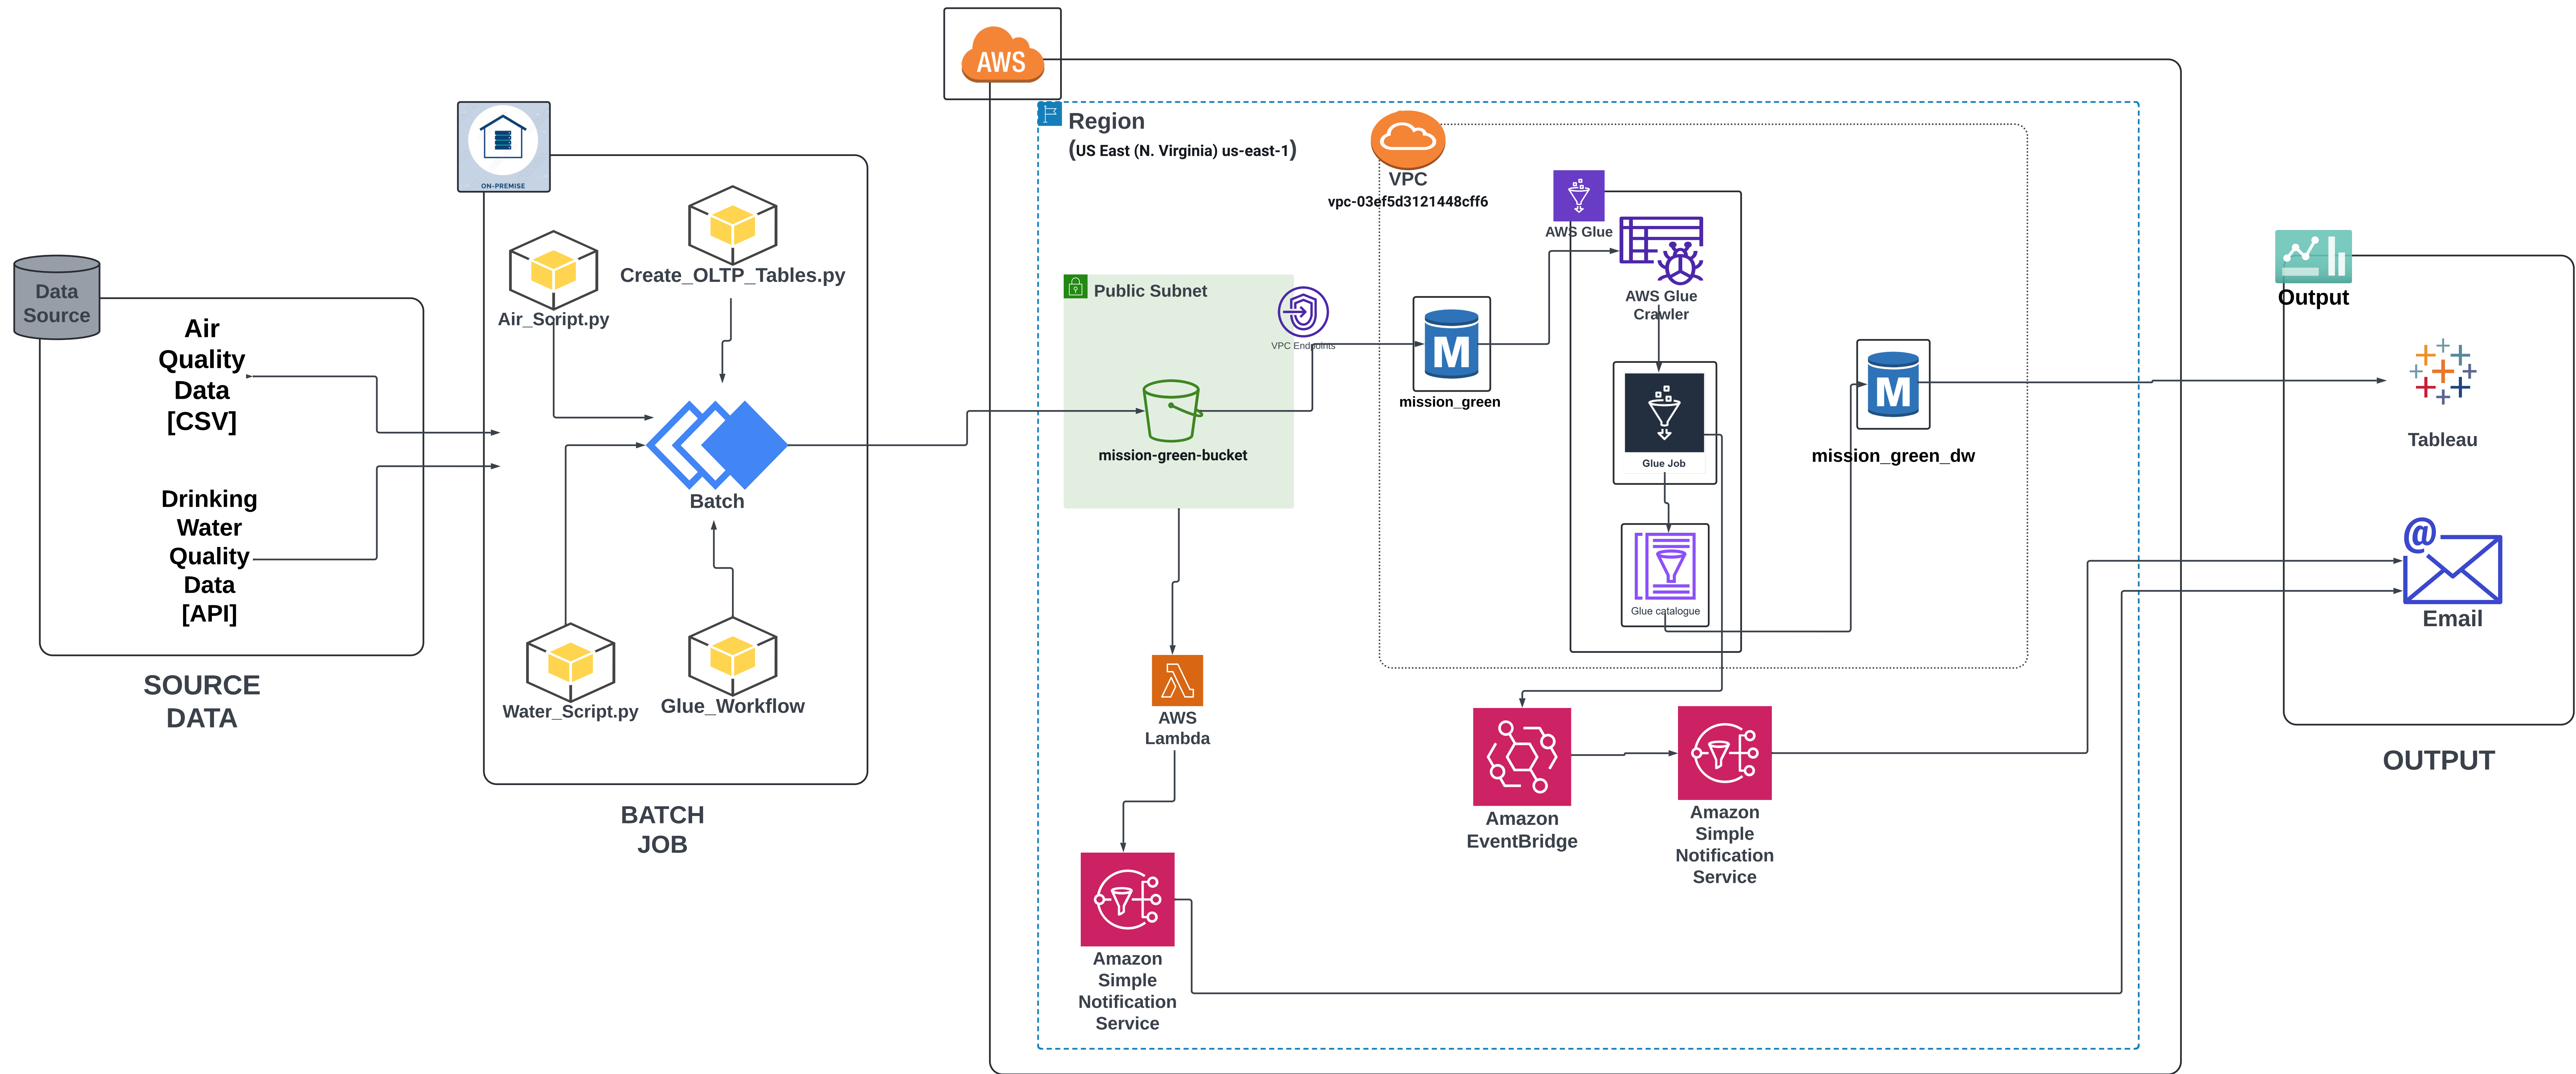 Data
Source
Air
Quality
Data
[CSV]
Drinking
Water
Quality
Data
[API]
SOURCE
DATA
ON-PREMISE
Air_Script.py
Create_OLTP_Tables.py
Batch
Water_Script.py
Glue_Workflow
BATCH
JOB
AWS
Region
(US East (N. Virginia) us-east-1)
Public Subnet
VPC Endpoints
mission-green-bucket
AWS
Lambda
Amazon
Simple
Notification
Service
VPC
vpc-03ef5d3121448cff6
M
mission_green
AWS Glue
AWS Glue
Crawler
Glue Job
Glue catalogue
M
mission_green_dw
Amazon
EventBridge
Amazon
Simple
Notification
Service
Output
Tableau
@
Email
OUTPUT